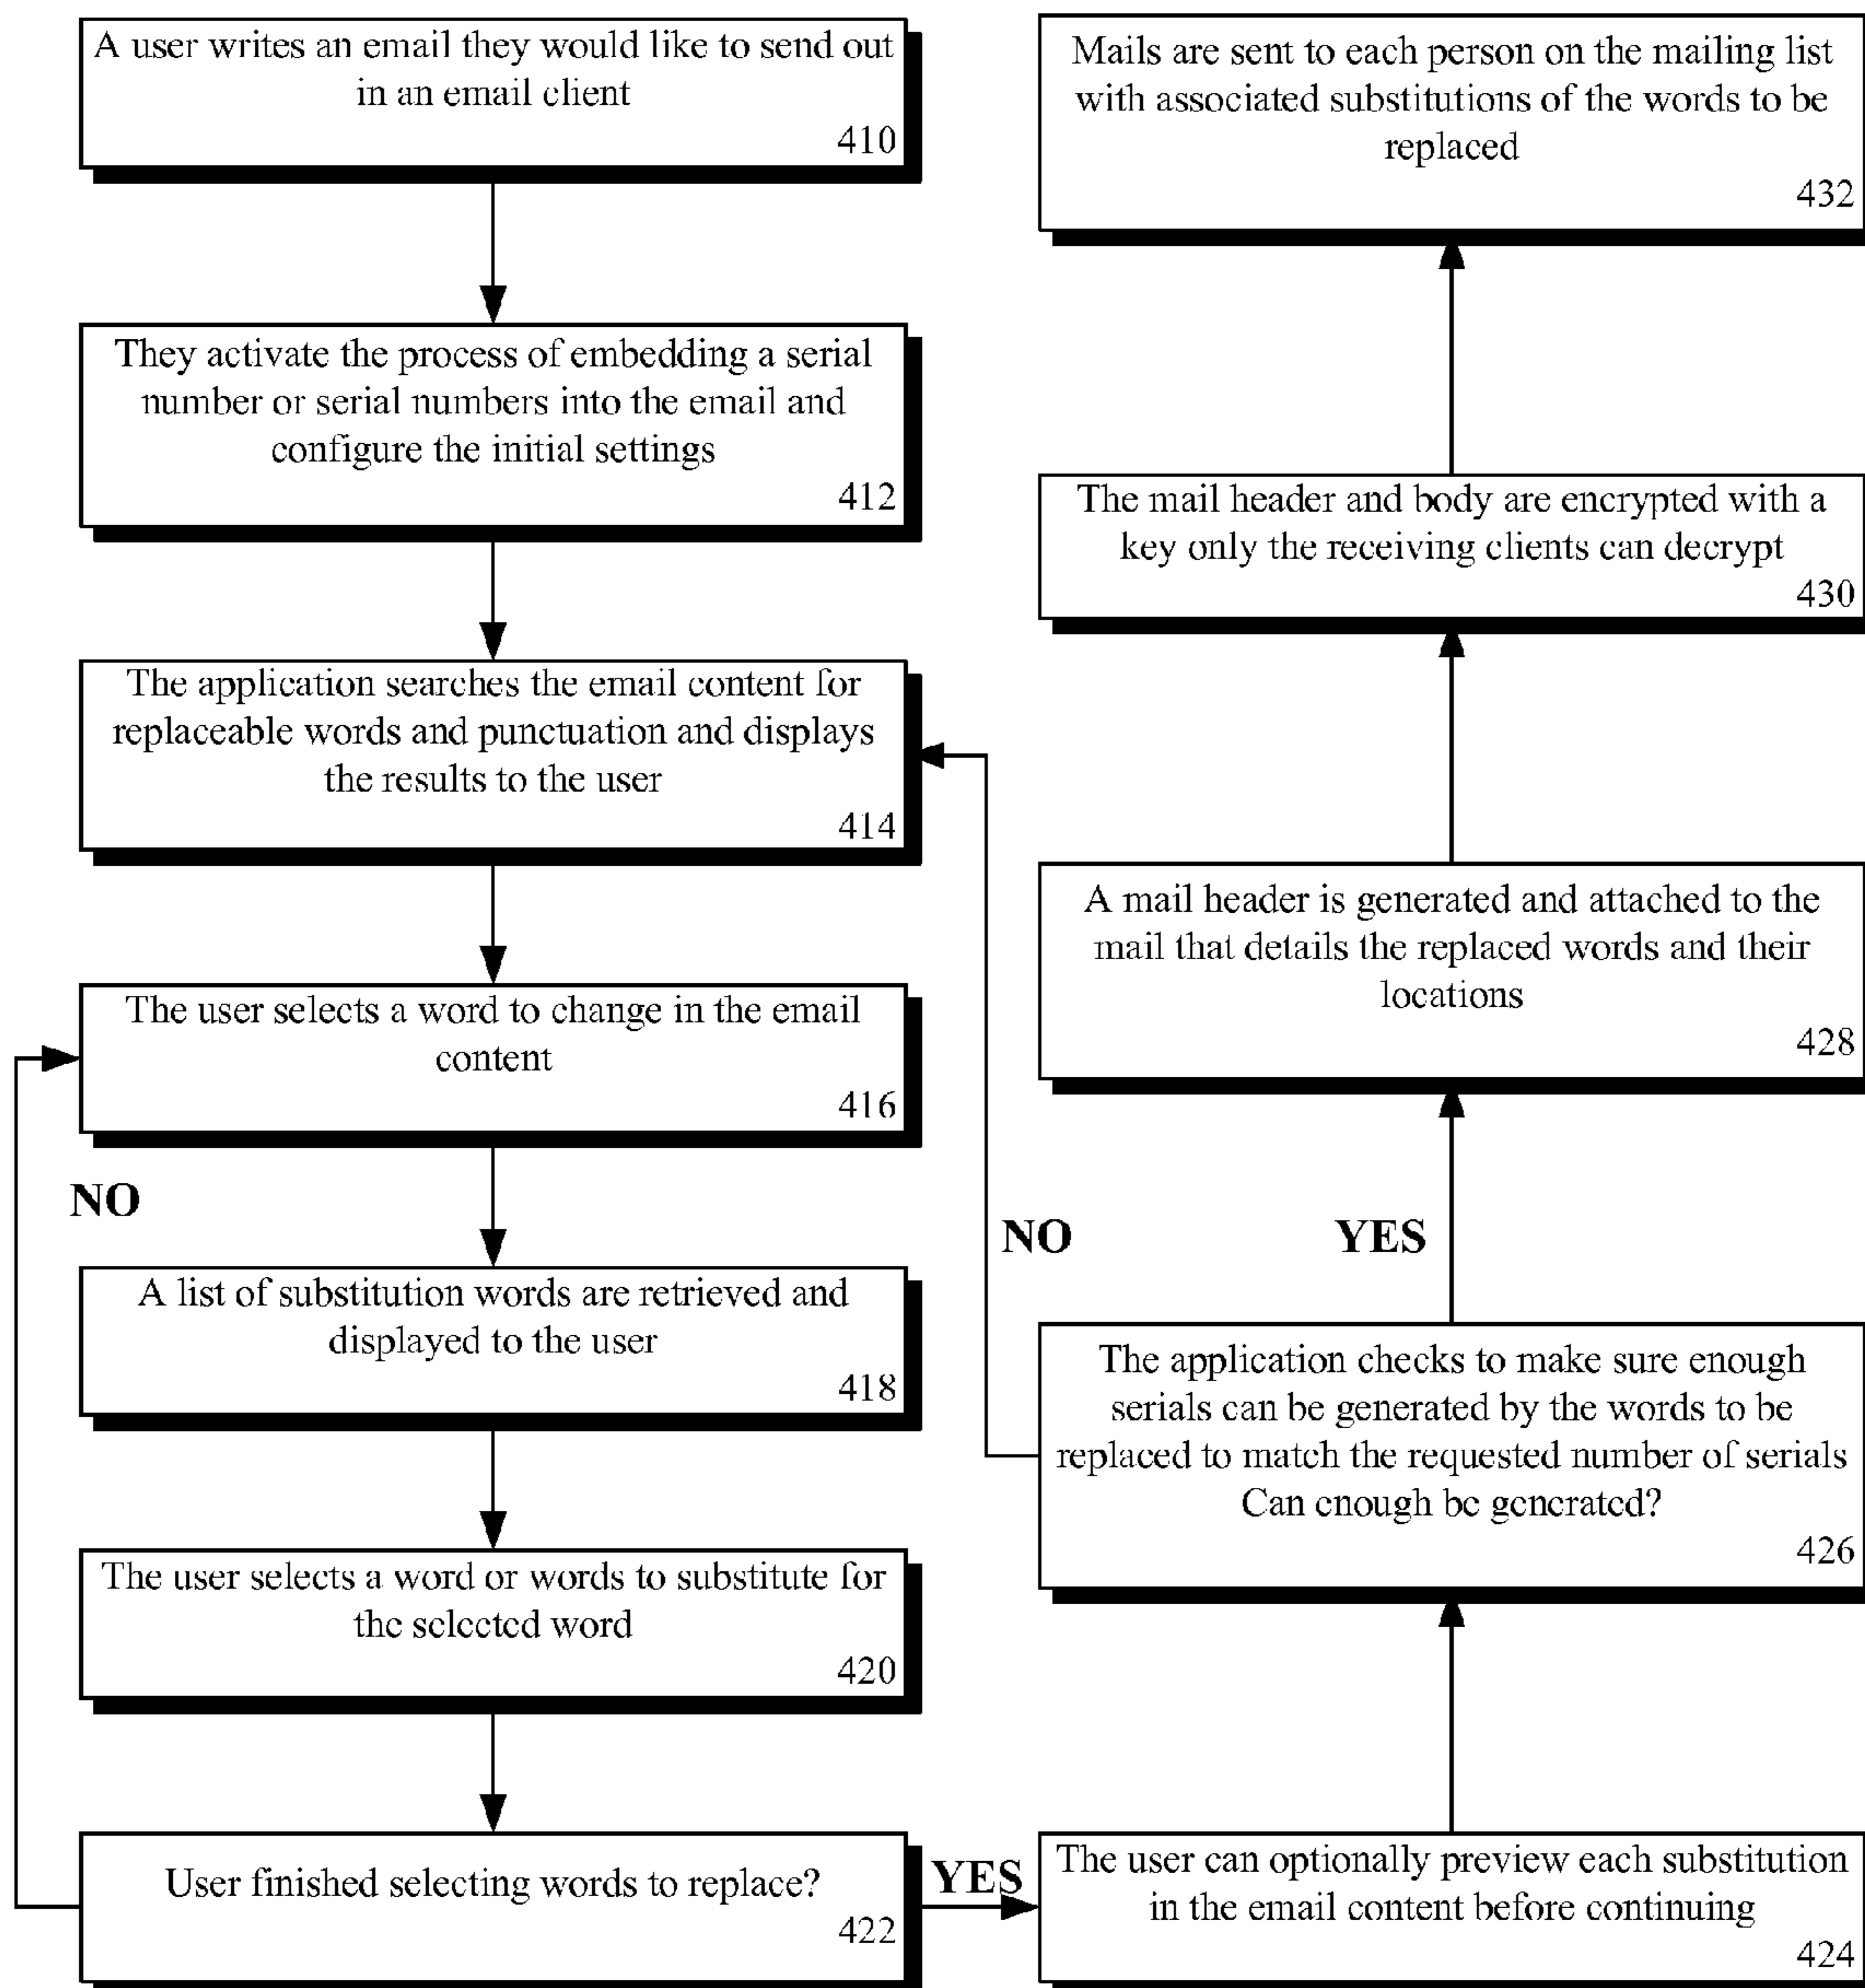 A user writes an email they would like to send out
in an email client
410
They activate the process of embedding a serial
number or serial numbers into the email and
configure the initial settings
412
The application searches the email content for
replaceable words and punctuation and displays
the results to the user
414
The user selects a word to change in the email
content
416
NO
A list of substitution words are retrieved and
displayed to the user
418
The user selects a word or words to substitute for
the selected word
420
User finished selecting words to replace?
422
YES
The user can optionally preview each substitution
in the email content before continuing
424
The application checks to make sure enough
serials can be generated by the words to be
replaced to match the requested number of serials
Can enough be generated?
426
NO
YES
A mail header is generated and attached to the
mail that details the replaced words and their
locations
428
The mail header and body are encrypted with a
key only the receiving clients can decrypt
430
Mails are sent to each person on the mailing list
with associated substitutions of the words to be
replaced
432